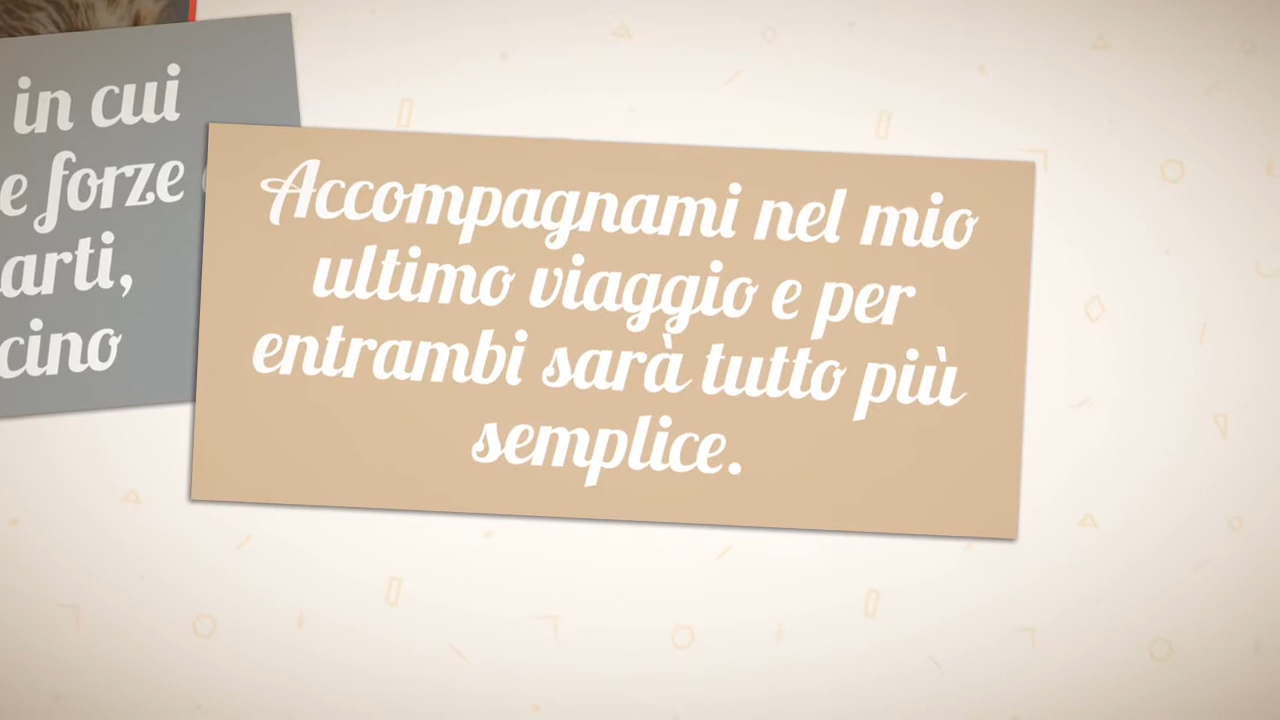 in cui
e forze
arti,
cino
Accompagnami nel mio
ultimo viaggio e per
entrambi sarà tutto più
semplice.